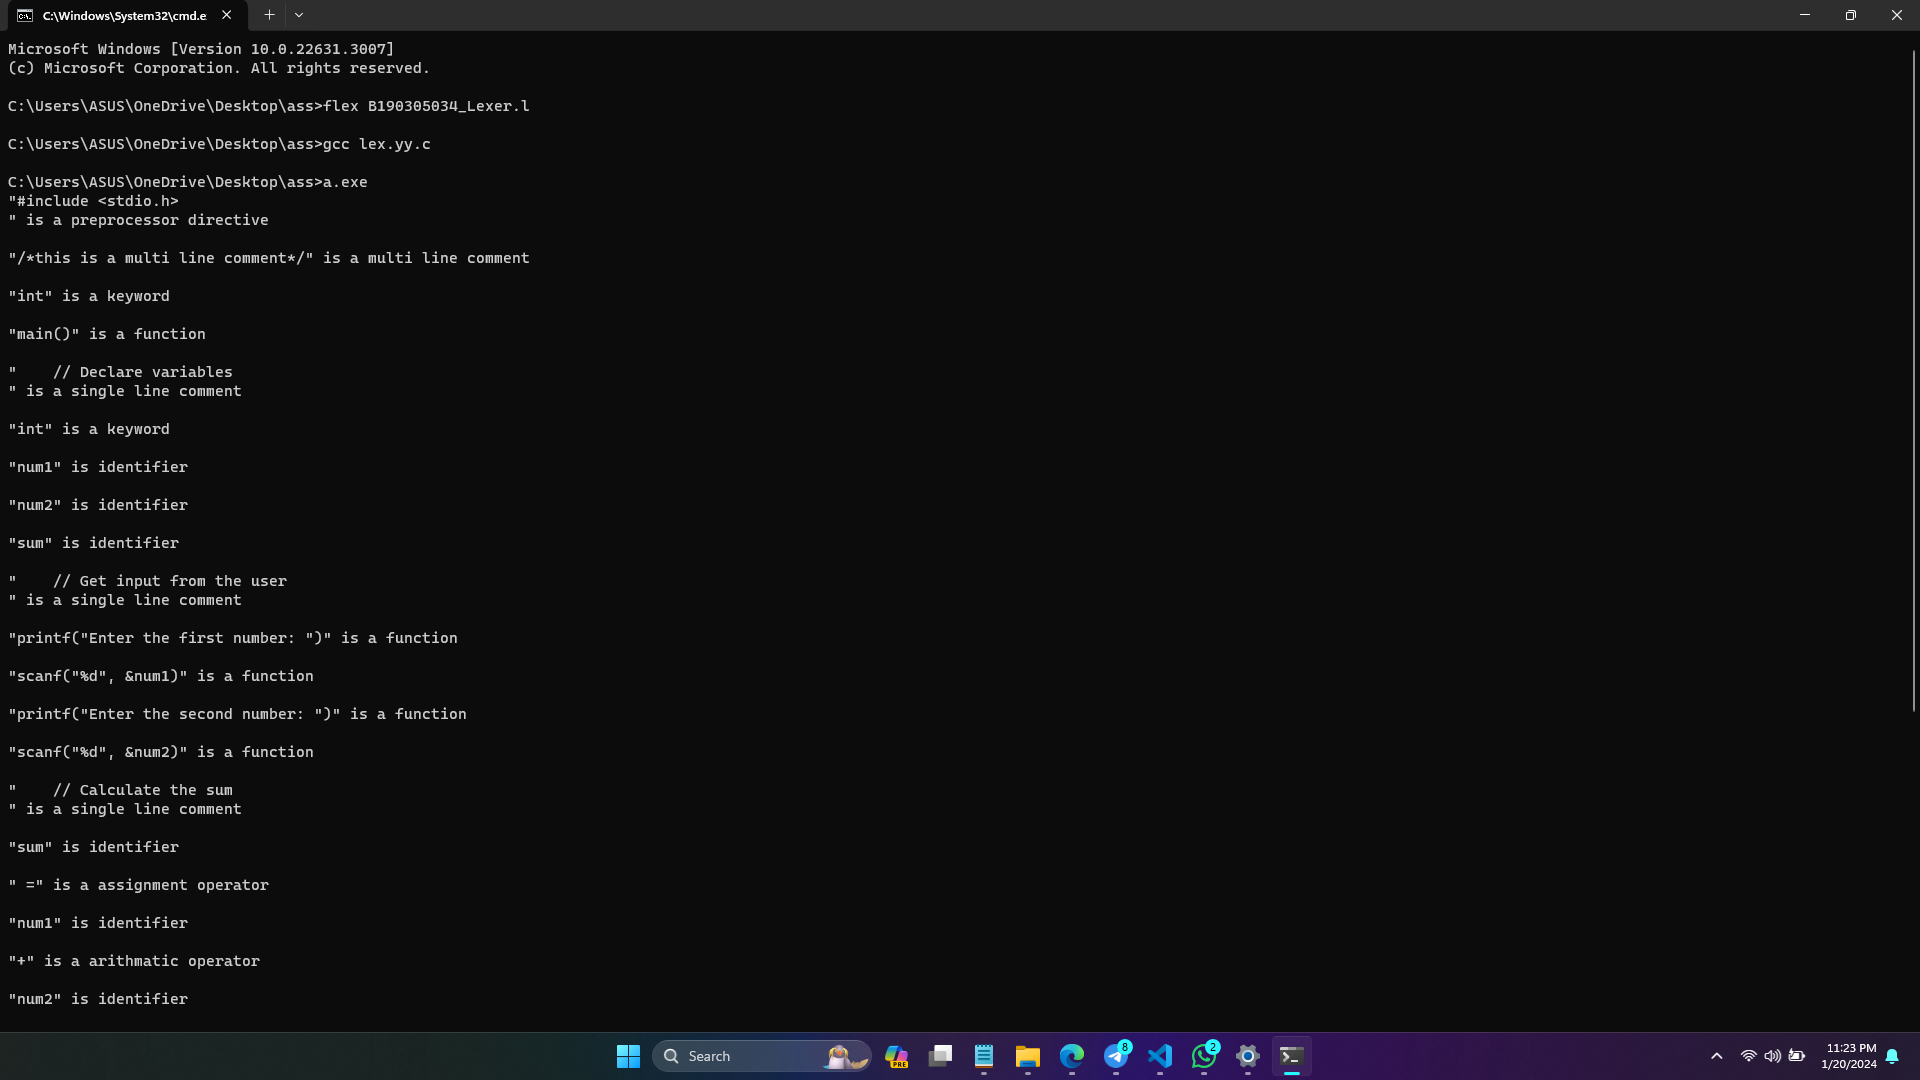 C:\Windows\System32\cmd.e
Microsoft Windows [Version 10.0.22631.3007]
(c) Microsoft Corporation. All rights reserved.
C:\Users\ASUS\OneDrive\Desktop\ass>flex B190305034_Lexer.l
C:\Users\ASUS\OneDrive\Desktop\ass>gcc lex.yy.c
C:\Users\ASUS\OneDrive\Desktop\ass>a.exe
"#include <stdio.h>
" is a preprocessor directive
"/*this is a multi line comment*/" is a multi line comment
"int" is a keyword
"main()" is a function
"    // Declare variables
" is a single line comment
"int" is a keyword
"num1" is identifier
"num2" is identifier
"sum" is identifier
"    // Get input from the user
" is a single line comment
"printf("Enter the first number: ")" is a function
"scanf("%d", &num1)" is a function
"printf("Enter the second number: ")" is a function
"scanf("%d", &num2)" is a function
"    // Calculate the sum
" is a single line comment
"sum" is identifier
" =" is a assignment operator
"num1" is identifier
"+" is a arithmatic operator
"num2" is identifier
Search
PRE
8
2
11:23 PM
1/20/2024